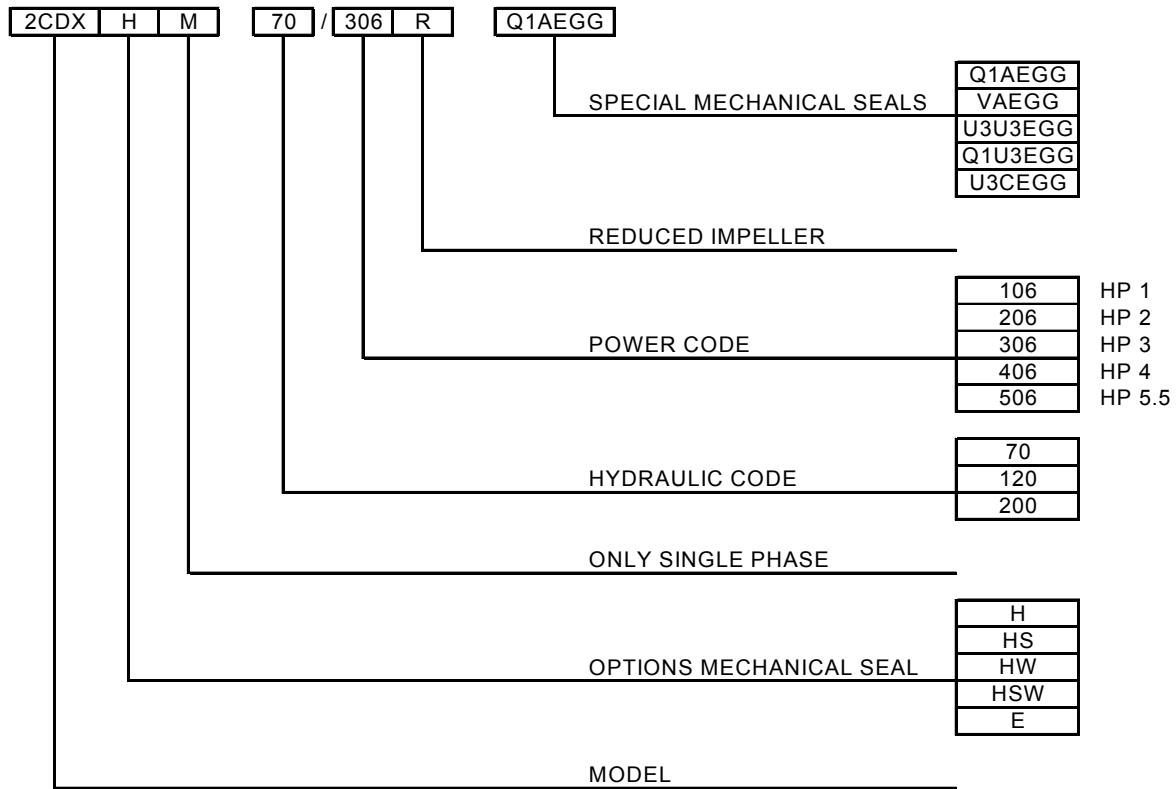 2CDX H M 70 / 306 R Q1AEGG
Q1AEGG
SPECIAL MECHANICAL SEALS VAEGG
U3U3EGG
Q1U3EGG
U3CEGG
REDUCED IMPELLER
106 HP 1
206 HP 2
POWER CODE 306 HP 3
406 HP 4
506 HP 5.5
70
HYDRAULIC CODE 120
200
ONLY SINGLE PHASE
H
HS
OPTIONS MECHANICAL SEAL HW
HSW
E
MODEL